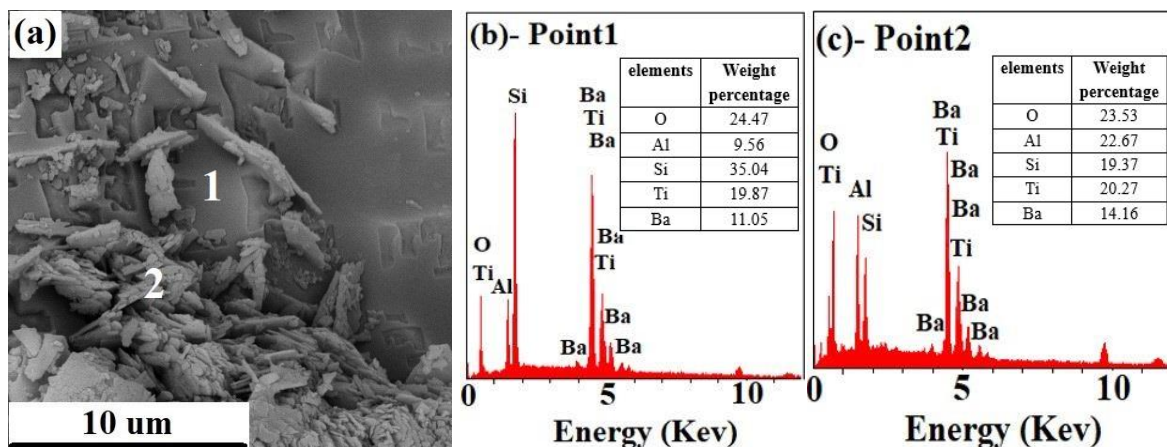 (a)
1
2
10 um
(b)- Point1
elements Weight percentage
O 24.47
Al 9.56
Si 35.04
Ti 19.87
Ba 11.05
Si
Ba
Ti
Ba
O
Ti
Al
Ba
Ti
Ba
Ba
Ba
0 5 10
Energy (Kev)
(c)- Point2
elements Weight percentage
O 23.53
Al 22.67
Si 19.37
Ti 20.27
Ba 14.16
Ba
Ti
O
Ti
Al
Si
Ba
Ba
Ti
Ba
Ba
Ba
0 5 10
Energy (Kev)